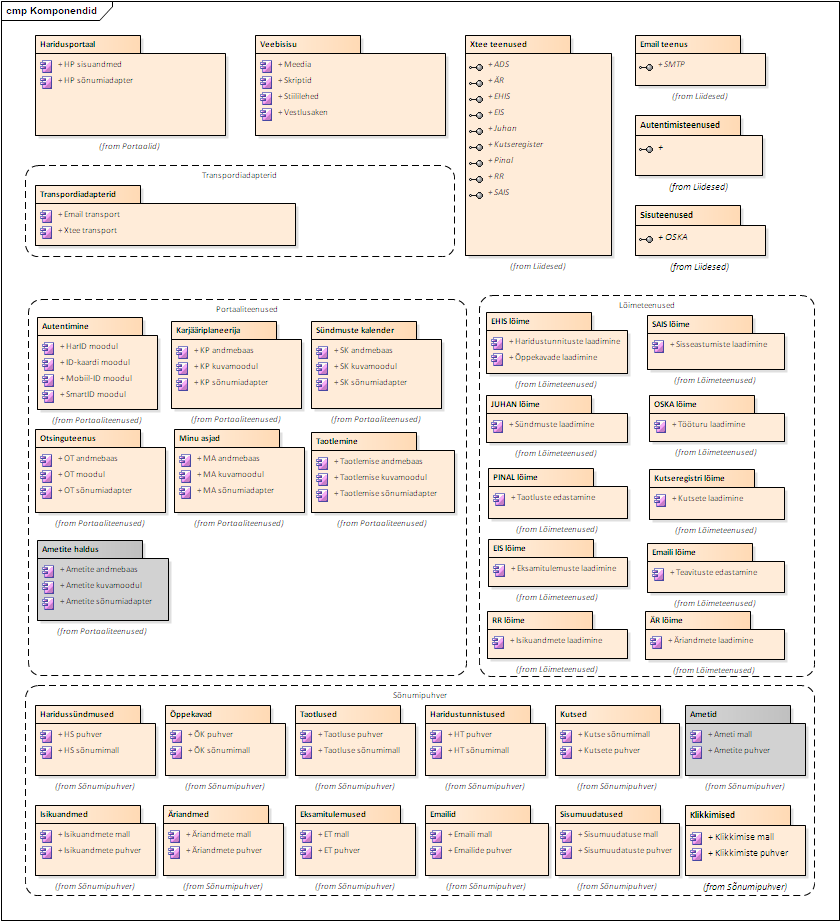 cmp Komponendid
Haridusportaal
+ HP sisuandmed
+ HP sõnumiadapter
(from Portaalid)
Veebisisu
+ Meedia
+ Skriptid
+ Stiililehed
+ Vestlusaken
Xtee teenused
+ ADS
+ ÄR
+ EHIS
+ EIS
+ Juhan
+ Kutseregister
+ Pinal
+ RR
+ SAIS
(from Liidesed)
Email teenus
+ SMTP
(from Liidesed)
Autentimisteenused
+
(from Liidesed)
Sisuteenused
+ OSKA
(from Liidesed)
Transpordiadapterid
Transpordiadapterid
+ Email transport
+ Xtee transport
Portaaliteenused
Autentimine
+ HarID moodul
+ ID-kaardi moodul
+ Mobiil-ID moodul
+ SmartID moodul
(from Portaaliteenused)
Karjääriplaneerija
+ KP andmebaas
+ KP kuvamoodul
+ KP sõnumiadapter
(from Portaaliteenused)
Sündmuste kalender
+ SK andmebaas
+ SK kuvamoodul
+ SK sõnumiadapter
(from Portaaliteenused)
Otsinguteenus
+ OT andmebaas
+ OT moodul
+ OT sõnumiadapter
(from Portaaliteenused)
Minu asjad
+ MA andmebaas
+ MA kuvamoodul
+ MA sõnumiadapter
(from Portaaliteenused)
Taotlemine
+ Taotlemise andmebaas
+ Taotlemise kuvamoodul
+ Taotlemise sõnumiadapter
(from Portaaliteenused)
Ametite haldus
+ Ametite andmebaas
+ Ametite kuvamoodul
+ Ametite sõnumiadapter
(from Portaaliteenused)
Lõimeteenused
EHIS lõime
+ Haridustunnituste laadimine
+ Õppekavade laadimine
(from Lõimeteenused)
SAIS lõime
+ Sisseastumiste laadimine
(from Lõimeteenused)
JUHAN lõime
+ Sündmuste laadimine
(from Lõimeteenused)
OSKA lõime
+ Tööturu laadimine
(from Lõimeteenused)
PINAL lõime
+ Taotluste edastamine
(from Lõimeteenused)
Kutseregistri lõime
+ Kutsete laadimine
(from Lõimeteenused)
EIS lõime
+ Eksamitulemuste laadimine
(from Lõimeteenused)
Emaili lõime
+ Teavituste edastamine
(from Lõimeteenused)
RR lõime
+ Isikuandmete laadimine
(from Lõimeteenused)
ÄR lõime
+ Äriandmete laadimine
(from Lõimeteenused)
Sõnumipuhver
Haridussündmused
+ HS puhver
+ HS sõnumimall
(from Sõnumipuhver)
Õppekavad
+ ÕK puhver
+ ÕK sõnumimall
(from Sõnumipuhver)
Taotlused
+ Taotluse puhver
+ Taotluse sõnumimall
(from Sõnumipuhver)
Haridustunnistused
+ HT puhver
+ HT sõnumimall
(from Sõnumipuhver)
Kutsed
+ Kutse sõnumimall
+ Kutsete puhver
(from Sõnumipuhver)
Ametid
+ Ameti mall
+ Ametite puhver
(from Sõnumipuhver)
Isikuandmed
+ Isikuandmete mall
+ Isikuandmete puhver
(from Sõnumipuhver)
Äriandmed
+ Äriandmete mall
+ Äriandmete puhver
(from Sõnumipuhver)
Eksamitulemused
+ ET mall
+ ET puhver
(from Sõnumipuhver)
Emailid
+ Emaili mall
+ Emailide puhver
(from Sõnumipuhver)
Sisumuudatused
+ Sisumuudatuse mall
+ Sisumuudatuste puhver
(from Sõnumipuhver)
Klikkimised
+ Klikkimise mall
+ Klikkimiste puhver
(from Sõnumipuhver)